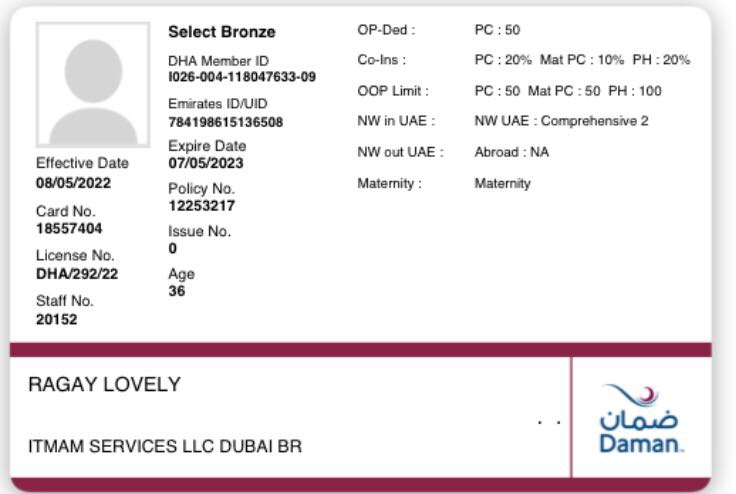 Select Bronze
DHA Member ID
I026-004-118047633-09
Emirates ID/UID
784198615136508
Expire Date
07/05/2023
Policy No.
12253217
Issue No.
0
Age
36
Effective Date
08/05/2022
Card No.
18557404
License No.
DHA/292/22
Staff No.
20152
OP-Ded : PC : 50
Co-Ins : PC : 20% Mat PC : 10% PH : 20%
OOP Limit : PC : 50 Mat PC : 50 PH : 100
NW in UAE : NW UAE : Comprehensive 2
NW out UAE : Abroad : NA
Maternity : Maternity
RAGAY LOVELY
. .
ITMAM SERVICES LLC DUBAI BR
ضمان
Daman